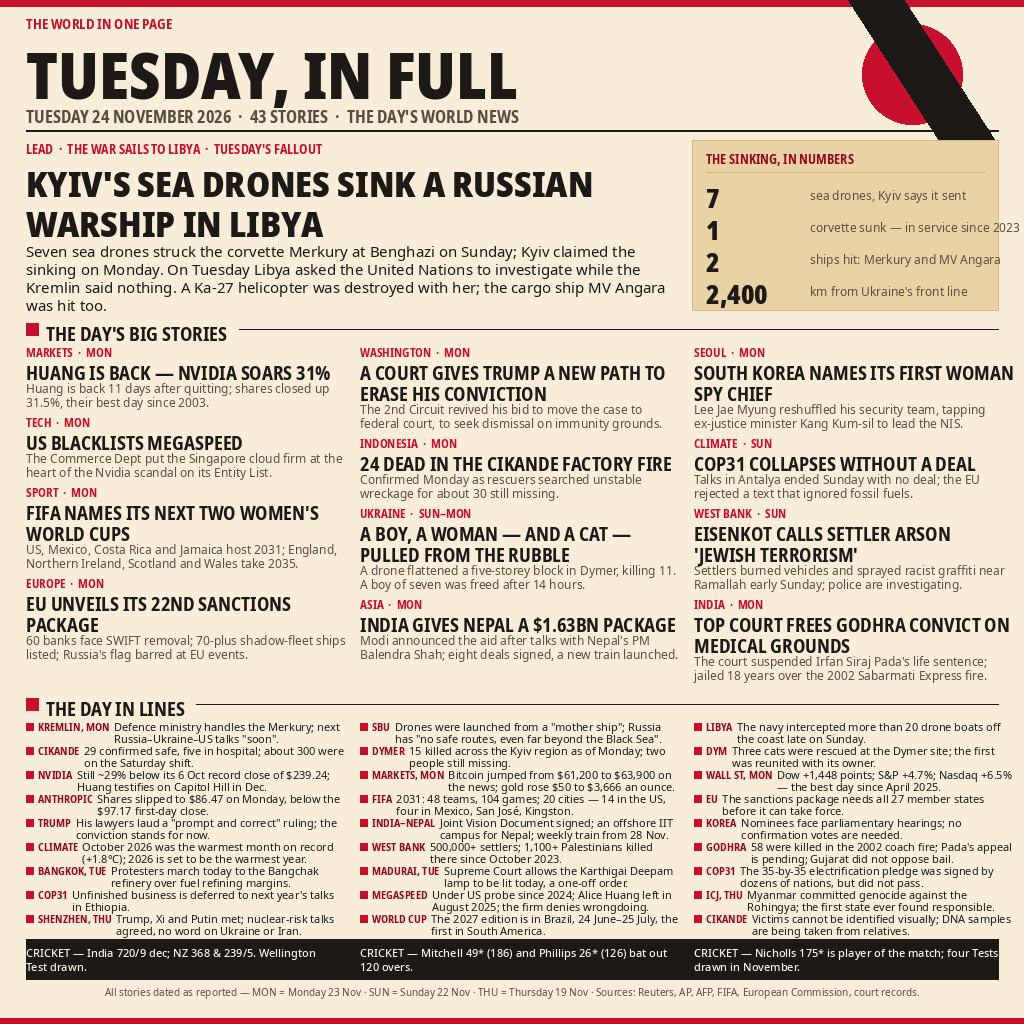 THE WORLD IN ONE PAGE
TUESDAY, IN FULL
TUESDAY 24 NOVEMBER 2026 · 43 STORIES · THE DAY'S WORLD NEWS
LEAD · THE WAR SAILS TO LIBYA · TUESDAY'S FALLOUT
KYIV'S SEA DRONES SINK A RUSSIAN
WARSHIP IN LIBYA
Seven sea drones struck the corvette Merkury at Benghazi on Sunday; Kyiv claimed the
sinking on Monday. On Tuesday Libya asked the United Nations to investigate while the
Kremlin said nothing. A Ka-27 helicopter was destroyed with her; the cargo ship MV Angara
was hit too.
THE SINKING, IN NUMBERS
7 sea drones, Kyiv says it sent
1 corvette sunk — in service since 2023
2 ships hit: Merkury and MV Angara
2,400 km from Ukraine's front line
THE DAY'S BIG STORIES
MARKETS · MON
HUANG IS BACK — NVIDIA SOARS 31%
Huang is back 11 days after quitting; shares closed up
31.5%, their best day since 2003.
TECH · MON
US BLACKLISTS MEGASPEED
The Commerce Dept put the Singapore cloud firm at the
heart of the Nvidia scandal on its Entity List.
SPORT · MON
FIFA NAMES ITS NEXT TWO WOMEN'S
WORLD CUPS
US, Mexico, Costa Rica and Jamaica host 2031; England,
Northern Ireland, Scotland and Wales take 2035.
EUROPE · MON
EU UNVEILS ITS 22ND SANCTIONS
PACKAGE
60 banks face SWIFT removal; 70-plus shadow-fleet ships
listed; Russia's flag barred at EU events.
WASHINGTON · MON
A COURT GIVES TRUMP A NEW PATH TO
ERASE HIS CONVICTION
The 2nd Circuit revived his bid to move the case to
federal court, to seek dismissal on immunity grounds.
INDONESIA · MON
24 DEAD IN THE CIKANDE FACTORY FIRE
Confirmed Monday as rescuers searched unstable
wreckage for about 30 still missing.
UKRAINE · SUN–MON
A BOY, A WOMAN — AND A CAT —
PULLED FROM THE RUBBLE
A drone flattened a five-storey block in Dymer, killing 11.
A boy of seven was freed after 14 hours.
ASIA · MON
INDIA GIVES NEPAL A $1.63BN PACKAGE
Modi announced the aid after talks with Nepal's PM
Balendra Shah; eight deals signed, a new train launched.
SEOUL · MON
SOUTH KOREA NAMES ITS FIRST WOMAN
SPY CHIEF
Lee Jae Myung reshuffled his security team, tapping
ex-justice minister Kang Kum-sil to lead the NIS.
CLIMATE · SUN
COP31 COLLAPSES WITHOUT A DEAL
Talks in Antalya ended Sunday with no deal; the EU
rejected a text that ignored fossil fuels.
WEST BANK · SUN
EISENKOT CALLS SETTLER ARSON
'JEWISH TERRORISM'
Settlers burned vehicles and sprayed racist graffiti near
Ramallah early Sunday; police are investigating.
INDIA · MON
TOP COURT FREES GODHRA CONVICT ON
MEDICAL GROUNDS
The court suspended Irfan Siraj Pada's life sentence;
jailed 18 years over the 2002 Sabarmati Express fire.
THE DAY IN LINES
KREMLIN, MON Defence ministry handles the Merkury; next
Russia–Ukraine–US talks "soon".
CIKANDE 29 confirmed safe, five in hospital; about 300 were
on the Saturday shift.
NVIDIA Still ~29% below its 6 Oct record close of $239.24;
Huang testifies on Capitol Hill in Dec.
ANTHROPIC Shares slipped to $86.47 on Monday, below the
$97.17 first-day close.
TRUMP His lawyers laud a "prompt and correct" ruling; the
conviction stands for now.
CLIMATE October 2026 was the warmest month on record
(+1.8°C); 2026 is set to be the warmest year.
BANGKOK, TUE Protesters march today to the Bangchak
refinery over fuel refining margins.
COP31 Unfinished business is deferred to next year's talks
in Ethiopia.
SHENZHEN, THU Trump, Xi and Putin met; nuclear-risk talks
agreed, no word on Ukraine or Iran.
SBU Drones were launched from a "mother ship"; Russia
has "no safe routes, even far beyond the Black Sea".
DYMER 15 killed across the Kyiv region as of Monday; two
people still missing.
MARKETS, MON Bitcoin jumped from $61,200 to $63,900 on
the news; gold rose $50 to $3,666 an ounce.
FIFA 2031: 48 teams, 104 games; 20 cities — 14 in the US,
four in Mexico, San José, Kingston.
INDIA–NEPAL Joint Vision Document signed; an offshore IIT
campus for Nepal; weekly train from 28 Nov.
WEST BANK 500,000+ settlers; 1,100+ Palestinians killed
there since October 2023.
MADURAI, TUE Supreme Court allows the Karthigai Deepam
lamp to be lit today, a one-off order.
MEGASPEED Under US probe since 2024; Alice Huang left in
August 2025; the firm denies wrongdoing.
WORLD CUP The 2027 edition is in Brazil, 24 June–25 July, the
first in South America.
LIBYA The navy intercepted more than 20 drone boats off
the coast late on Sunday.
DYM Three cats were rescued at the Dymer site; the first
was reunited with its owner.
WALL ST, MON Dow +1,448 points; S&P +4.7%; Nasdaq +6.5%
— the best day since April 2025.
EU The sanctions package needs all 27 member states
before it can take force.
KOREA Nominees face parliamentary hearings; no
confirmation votes are needed.
GODHRA 58 were killed in the 2002 coach fire; Pada's appeal
is pending; Gujarat did not oppose bail.
COP31 The 35-by-35 electrification pledge was signed by
dozens of nations, but did not pass.
ICJ, THU Myanmar committed genocide against the
Rohingya; the first state ever found responsible.
CIKANDE Victims cannot be identified visually; DNA samples
are being taken from relatives.
CRICKET — India 720/9 dec; NZ 368 & 239/5. Wellington
Test drawn.
CRICKET — Mitchell 49* (186) and Phillips 26* (126) bat out
120 overs.
CRICKET — Nicholls 175* is player of the match; four Tests
drawn in November.
All stories dated as reported — MON = Monday 23 Nov · SUN = Sunday 22 Nov · THU = Thursday 19 Nov · Sources: Reuters, AP, AFP, FIFA, European Commission, court records.